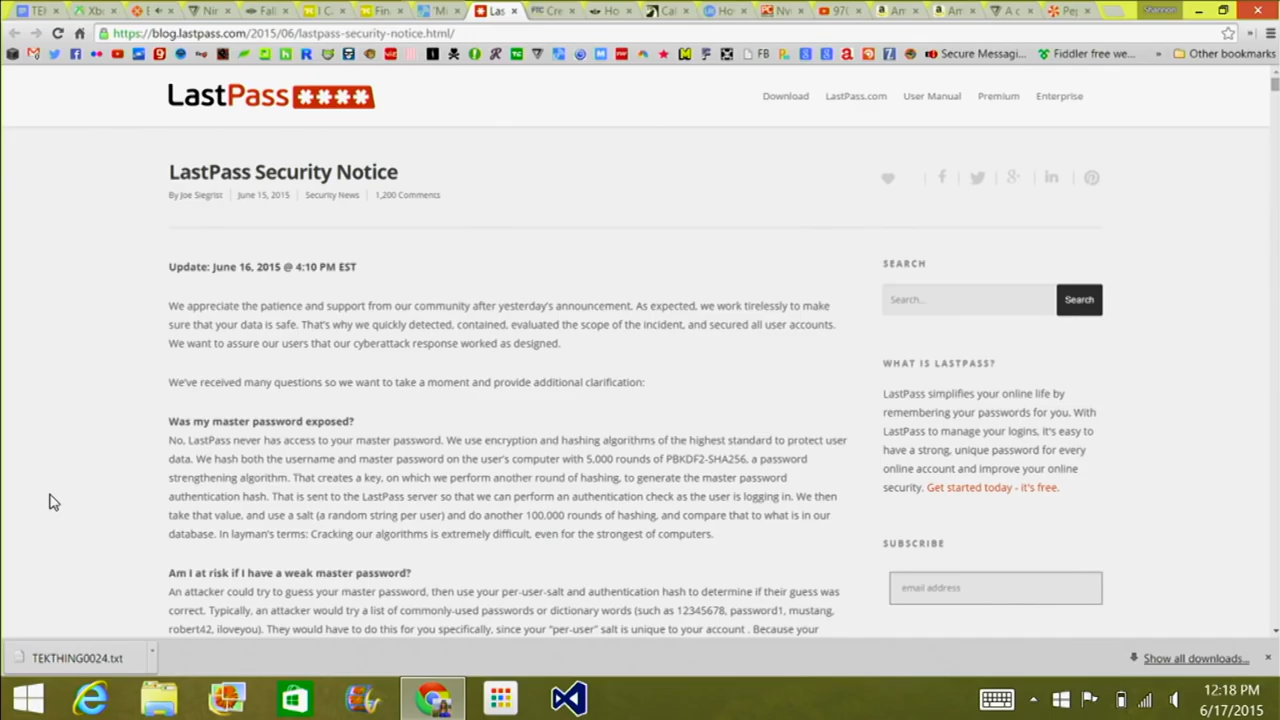 TEI
Xb
Nir
Fall
I C
Fin
'Mi
Las
FTC Cre
Ho
Cal
Ho
Nv
97(
Am
Am
A c
Pe
Shannon
https://blog.lastpass.com/2015/06/lastpass-security-notice.html/
FB
Secure Messagi...
Fiddler free we...
Other bookmarks
LastPass ****
Download LastPass.com User Manual Premium Enterprise
LastPass Security Notice
By Joe Siegrist June 15, 2015 Security News 1,200 Comments
Update: June 16, 2015 @ 4:10 PM EST
We appreciate the patience and support from our community after yesterday's announcement. As expected, we work tirelessly to make
sure that your data is safe. That's why we quickly detected, contained, evaluated the scope of the incident, and secured all user accounts.
We want to assure our users that our cyberattack response worked as designed.
We've received many questions so we want to take a moment and provide additional clarification:
Was my master password exposed?
No, LastPass never has access to your master password. We use encryption and hashing algorithms of the highest standard to protect user
data. We hash both the username and master password on the user's computer with 5,000 rounds of PBKDF2-SHA256, a password
strengthening algorithm. That creates a key, on which we perform another round of hashing, to generate the master password
authentication hash. That is sent to the LastPass server so that we can perform an authentication check as the user is logging in. We then
take that value, and use a salt (a random string per user) and do another 100,000 rounds of hashing, and compare that to what is in our
database. In layman's terms: Cracking our algorithms is extremely difficult, even for the strongest of computers.
Am I at risk if I have a weak master password?
An attacker could try to guess your master password, then use your per-user-salt and authentication hash to determine if their guess was
correct. Typically, an attacker would try a list of commonly-used passwords or dictionary words (such as 12345678, password1, mustang,
robert42, iloveyou). They would have to do this for you specifically, since your "per-user" salt is unique to your account . Because your
SEARCH
Search...
Search
WHAT IS LASTPASS?
LastPass simplifies your online life by
remembering your passwords for you. With
LastPass to manage your logins, it's easy to
have a strong, unique password for every
online account and improve your online
security. Get started today - it's free.
SUBSCRIBE
email address
TEKTHING0024.txt
Show all downloads...
12:18 PM
6/17/2015